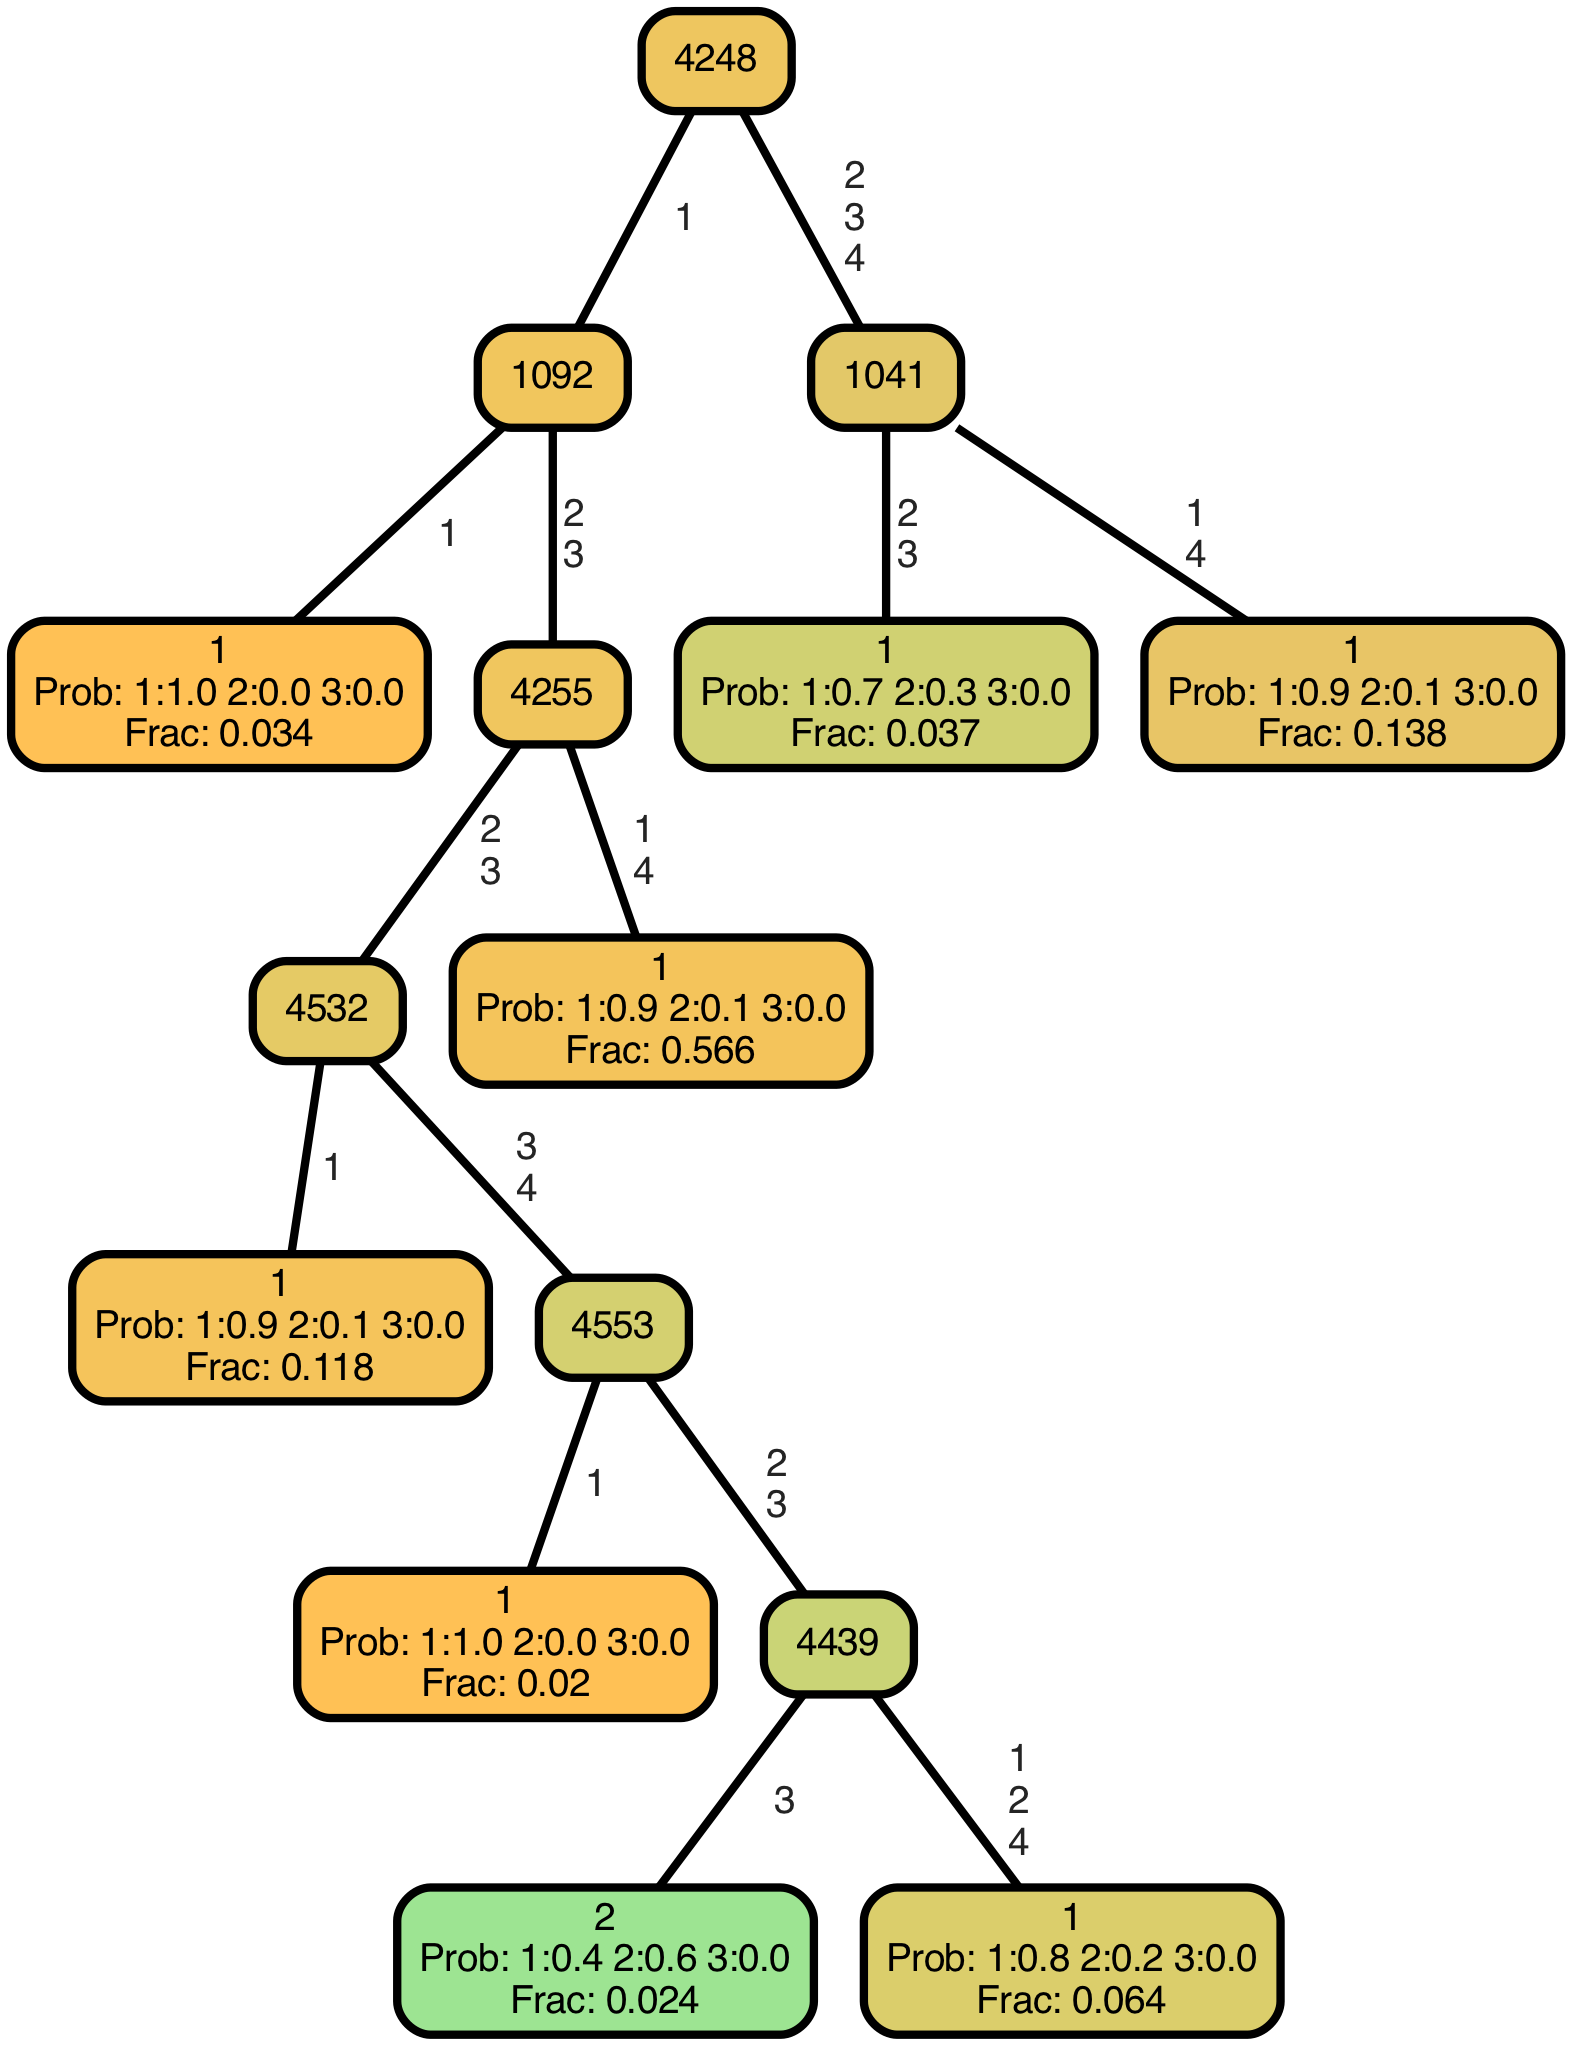 4248
1
2
3
4
1092
1041
1
2
3
2
3
1
4
1
Prob: 1:1.0 2:0.0 3:0.0
Frac: 0.034
4255
1
Prob: 1:0.7 2:0.3 3:0.0
Frac: 0.037
1
Prob: 1:0.9 2:0.1 3:0.0
Frac: 0.138
2
3
1
4
4532
1
Prob: 1:0.9 2:0.1 3:0.0
Frac: 0.566
1
3
4
1
Prob: 1:0.9 2:0.1 3:0.0
Frac: 0.118
4553
1
2
3
1
Prob: 1:1.0 2:0.0 3:0.0
Frac: 0.02
4439
3
1
2
4
2
Prob: 1:0.4 2:0.6 3:0.0
Frac: 0.024
1
Prob: 1:0.8 2:0.2 3:0.0
Frac: 0.064